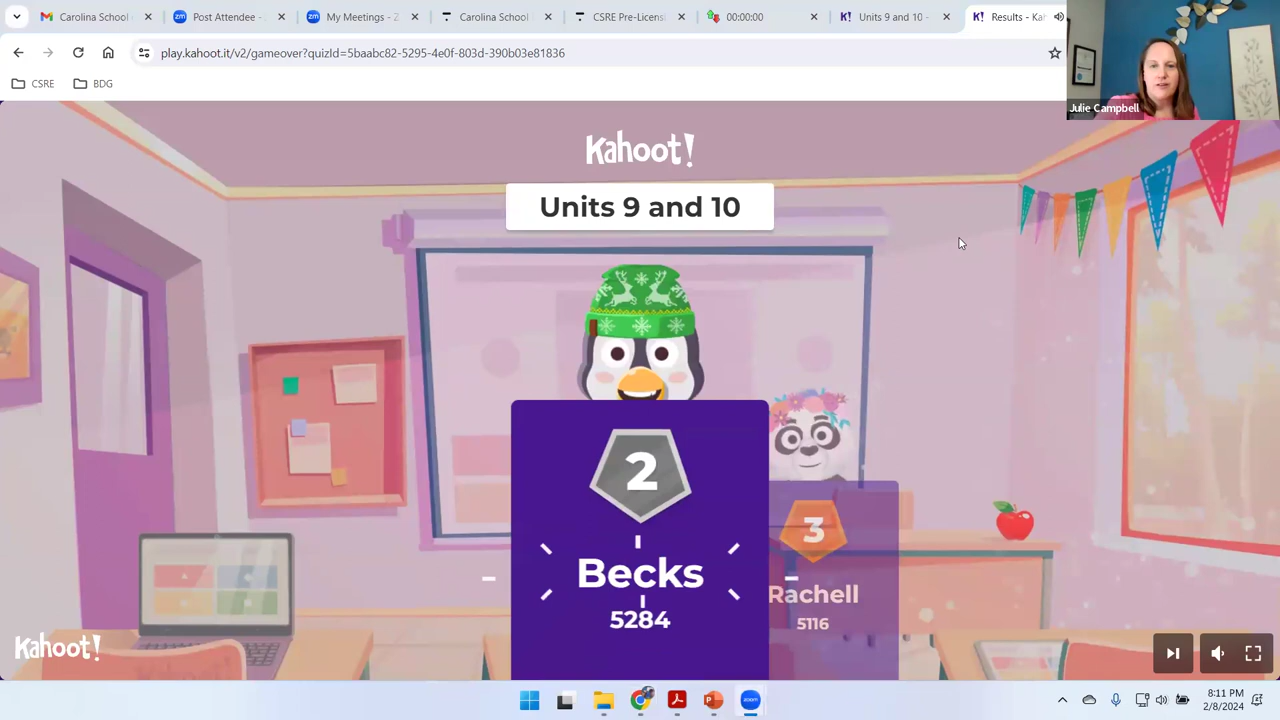 Carolina School
Post Attendee -
My Meetings - Z
Carolina School
CSRE Pre-Licens
00:00:00
Units 9 and 10 -
Results - Ka
play.kahoot.it/v2/gameover?quizId=5baabc82-5295-4e0f-803d-390b03e81836
CSRE
BDG
Julie Campbell
Kahoot!
Units 9 and 10
2
Becks
5284
3
Rachell
5116
Kahoot!
8:11 PM
2/8/2024